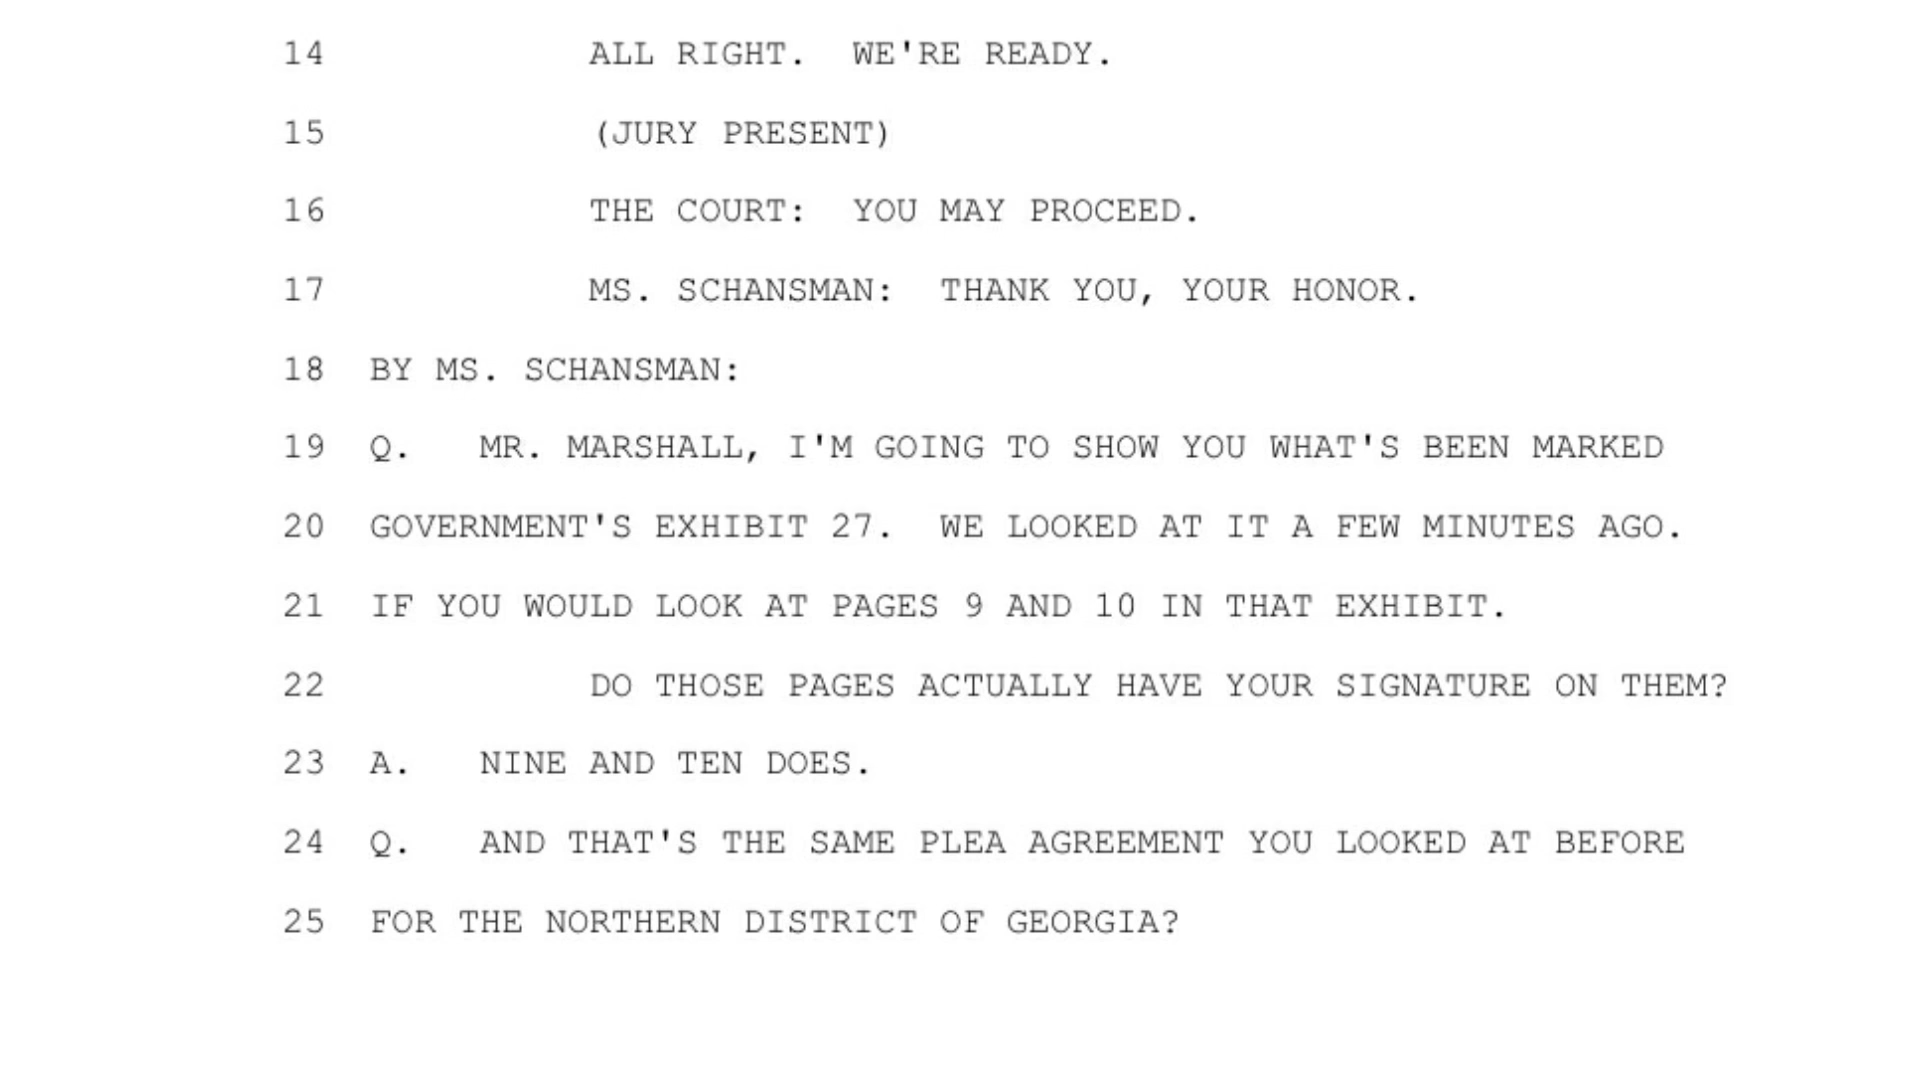 14 ALL RIGHT. WE'RE READY.
15 (JURY PRESENT)
16 THE COURT: YOU MAY PROCEED.
17 MS. SCHANSMAN: THANK YOU, YOUR HONOR.
18 BY MS. SCHANSMAN:
19 Q. MR. MARSHALL, I'M GOING TO SHOW YOU WHAT'S BEEN MARKED
20 GOVERNMENT'S EXHIBIT 27. WE LOOKED AT IT A FEW MINUTES AGO.
21 IF YOU WOULD LOOK AT PAGES 9 AND 10 IN THAT EXHIBIT.
22 DO THOSE PAGES ACTUALLY HAVE YOUR SIGNATURE ON THEM?
23 A. NINE AND TEN DOES.
24 Q. AND THAT'S THE SAME PLEA AGREEMENT YOU LOOKED AT BEFORE
25 FOR THE NORTHERN DISTRICT OF GEORGIA?